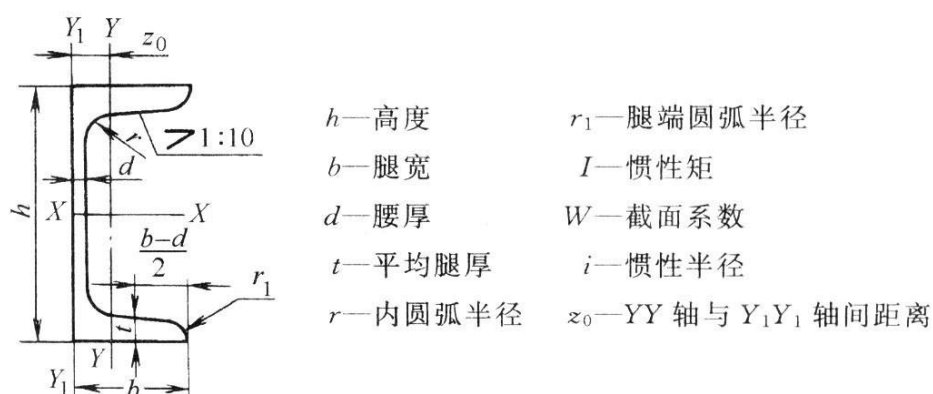 Y₁ Y z₀
h—高度 r₁—腿端圆弧半径
r >1:10
b—腿宽 I—惯性矩
d
h X X d—腰厚 W—截面系数
b−d
2
t—平均腿厚 i—惯性半径
r₁
t r—内圆弧半径 z₀—YY 轴与 Y₁Y₁ 轴间距离
Y
Y₁ b